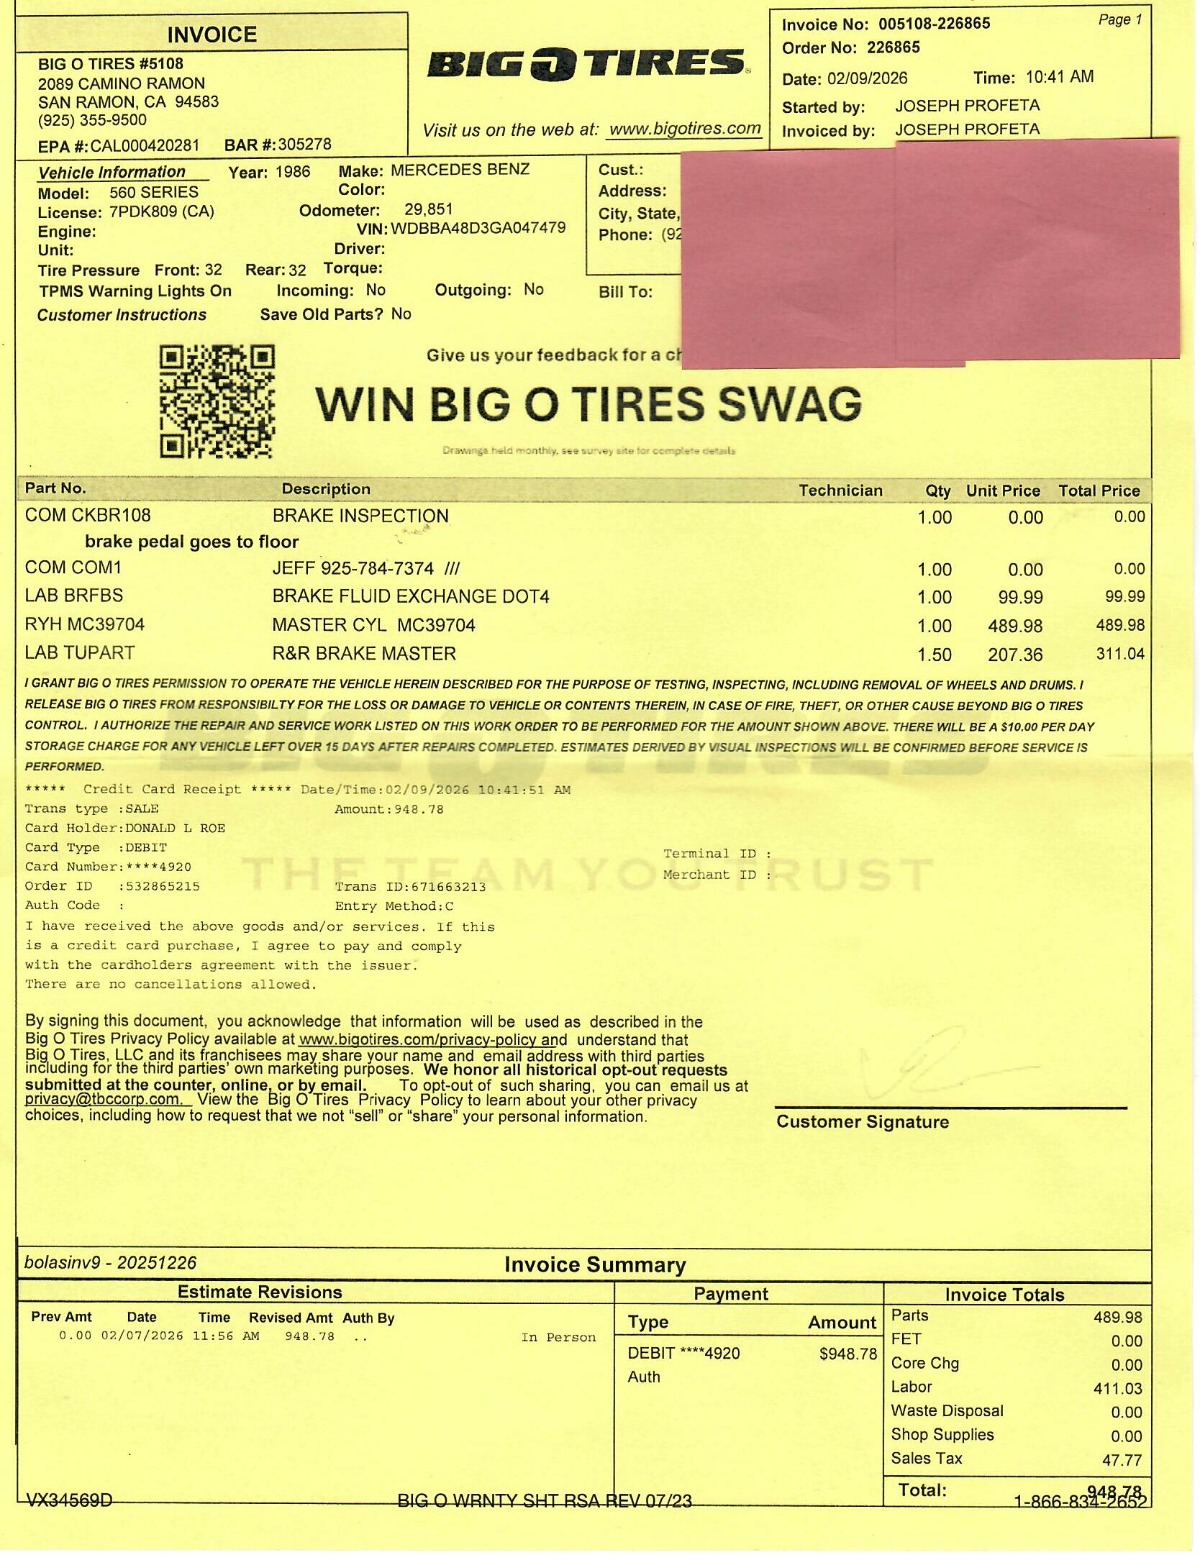 INVOICE
BIG O TIRES #5108
2089 CAMINO RAMON
SAN RAMON, CA 94583
(925) 355-9500
EPA #:CAL000420281 BAR #:305278
BIG O TIRES
Visit us on the web at: www.bigotires.com
Page 1
Invoice No: 005108-226865
Order No: 226865
Date: 02/09/2026 Time: 10:41 AM
Started by: JOSEPH PROFETA
Invoiced by: JOSEPH PROFETA
Vehicle Information Year: 1986 Make: MERCEDES BENZ
Model: 560 SERIES Color:
License: 7PDK809 (CA) Odometer: 29,851
Engine: VIN: WDBBA48D3GA047479
Unit: Driver:
Tire Pressure Front: 32 Rear: 32 Torque:
TPMS Warning Lights On Incoming: No Outgoing: No
Customer Instructions Save Old Parts? No
Cust.:
Address:
City, State,
Phone: (92
Bill To:
Give us your feedback for a ch
WIN BIG O TIRES SWAG
Drawings held monthly, see survey site for complete details
Part No. Description Technician Qty Unit Price Total Price
COM CKBR108 BRAKE INSPECTION 1.00 0.00 0.00
brake pedal goes to floor
COM COM1 JEFF 925-784-7374 /// 1.00 0.00 0.00
LAB BRFBS BRAKE FLUID EXCHANGE DOT4 1.00 99.99 99.99
RYH MC39704 MASTER CYL MC39704 1.00 489.98 489.98
LAB TUPART R&R BRAKE MASTER 1.50 207.36 311.04
I GRANT BIG O TIRES PERMISSION TO OPERATE THE VEHICLE HEREIN DESCRIBED FOR THE PURPOSE OF TESTING, INSPECTING, INCLUDING REMOVAL OF WHEELS AND DRUMS. I
RELEASE BIG O TIRES FROM RESPONSIBILTY FOR THE LOSS OR DAMAGE TO VEHICLE OR CONTENTS THEREIN, IN CASE OF FIRE, THEFT, OR OTHER CAUSE BEYOND BIG O TIRES
CONTROL. I AUTHORIZE THE REPAIR AND SERVICE WORK LISTED ON THIS WORK ORDER TO BE PERFORMED FOR THE AMOUNT SHOWN ABOVE. THERE WILL BE A $10.00 PER DAY
STORAGE CHARGE FOR ANY VEHICLE LEFT OVER 15 DAYS AFTER REPAIRS COMPLETED. ESTIMATES DERIVED BY VISUAL INSPECTIONS WILL BE CONFIRMED BEFORE SERVICE IS
PERFORMED.
BIG O TIRES
***** Credit Card Receipt ***** Date/Time:02/09/2026 10:41:51 AM
Trans type :SALE Amount:948.78
Card Holder:DONALD L ROE
Card Type :DEBIT
Card Number:****4920
Terminal ID :
Merchant ID :
THE TEAM YOU TRUST
Order ID :532865215 Trans ID:671663213
Auth Code : Entry Method:C
I have received the above goods and/or services. If this
is a credit card purchase, I agree to pay and comply
with the cardholders agreement with the issuer.
There are no cancellations allowed.
By signing this document, you acknowledge that information will be used as described in the
Big O Tires Privacy Policy available at www.bigotires.com/privacy-policy and understand that
Big O Tires, LLC and its franchisees may share your name and email address with third parties
including for the third parties' own marketing purposes. We honor all historical opt-out requests
submitted at the counter, online, or by email. To opt-out of such sharing, you can email us at
privacy@tbccorp.com. View the Big O Tires Privacy Policy to learn about your other privacy
choices, including how to request that we not "sell" or "share" your personal information.
Customer Signature
bolasinv9 - 20251226 Invoice Summary
Estimate Revisions
Prev Amt Date Time Revised Amt Auth By
0.00 02/07/2026 11:56 AM 948.78 .. In Person
Payment
Type Amount
DEBIT ****4920 $948.78
Auth
Invoice Totals
Parts 489.98
FET 0.00
Core Chg 0.00
Labor 411.03
Waste Disposal 0.00
Shop Supplies 0.00
Sales Tax 47.77
Total: 948.78
VX34569D BIG O WRNTY SHT RSA REV 07/23 1-866-834-2652